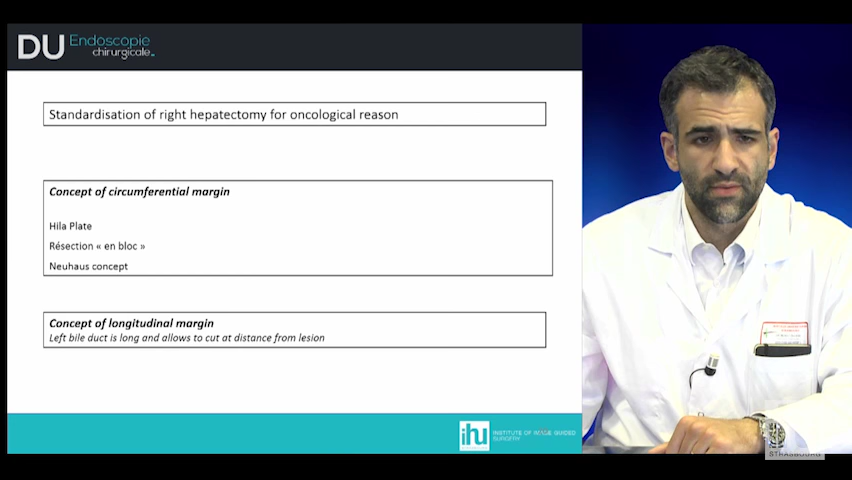 DU Endoscopie
chirurgicale
Standardisation of right hepatectomy for oncological reason
Concept of circumferential margin
Hila Plate
Résection « en bloc »
Neuhaus concept
Concept of longitudinal margin
Left bile duct is long and allows to cut at distance from lesion
ihu
INSTITUTE OF IMAGE GUIDED
SURGERY
STRASBOURG